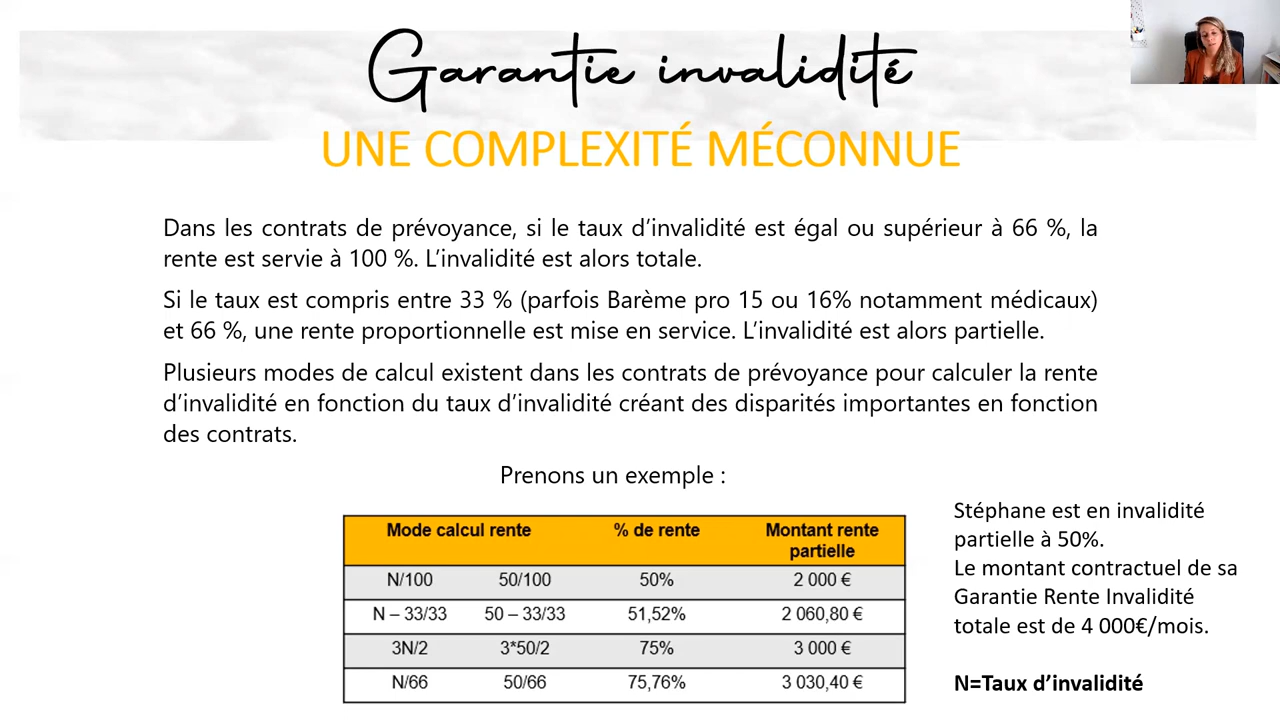 Garantie invalidité
UNE COMPLEXITÉ MÉCONNUE
Dans les contrats de prévoyance, si le taux d’invalidité est égal ou supérieur à 66 %, la
rente est servie à 100 %. L’invalidité est alors totale.
Si le taux est compris entre 33 % (parfois Barème pro 15 ou 16% notamment médicaux)
et 66 %, une rente proportionnelle est mise en service. L’invalidité est alors partielle.
Plusieurs modes de calcul existent dans les contrats de prévoyance pour calculer la rente
d’invalidité en fonction du taux d’invalidité créant des disparités importantes en fonction
des contrats.
Prenons un exemple :
Mode calcul rente % de rente Montant rente
partielle
N/100 50/100 50% 2 000 €
N – 33/33 50 – 33/33 51,52% 2 060,80 €
3N/2 3*50/2 75% 3 000 €
N/66 50/66 75,76% 3 030,40 €
Stéphane est en invalidité
partielle à 50%.
Le montant contractuel de sa
Garantie Rente Invalidité
totale est de 4 000€/mois.
N=Taux d’invalidité